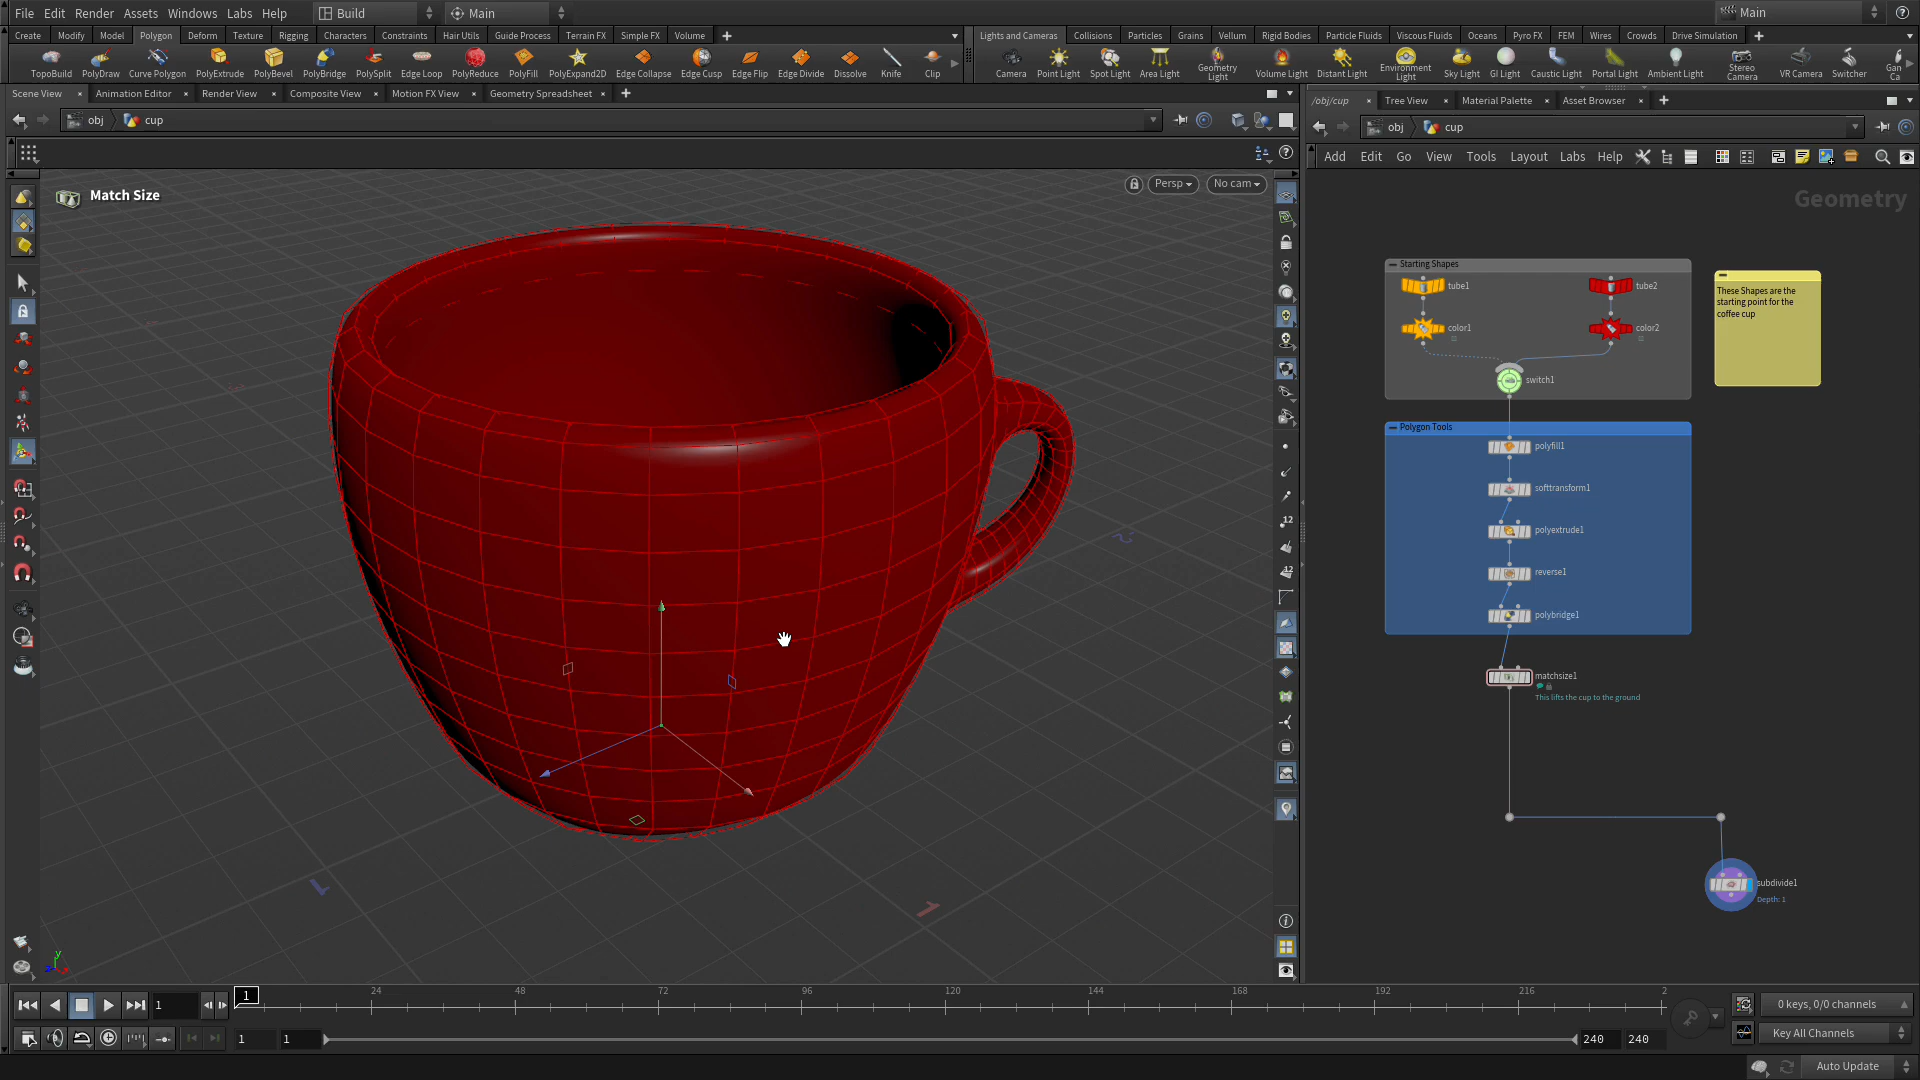 File Edit Render Assets Windows Labs Help Build Main Main
Create Modify Model Polygon Deform Texture Rigging Characters Constraints Hair Utils Guide Process Terrain FX Simple FX Volume
Lights and Cameras Collisions Particles Grains Vellum Rigid Bodies Particle Fluids Viscous Fluids Oceans Pyro FX FEM Wires Crowds Drive Simulation
TopoBuild PolyDraw Curve Polygon PolyExtrude PolyBevel PolyBridge PolySplit Edge Loop PolyReduce PolyFill PolyExpand2D Edge Collapse Edge Cusp Edge Flip Edge Divide Dissolve Knife Clip
Camera Point Light Spot Light Area Light Geometry Light Volume Light Distant Light Environment Light Sky Light GI Light Caustic Light Portal Light Ambient Light Stereo Camera VR Camera Switcher Gan Ca
Scene View Animation Editor Render View Composite View Motion FX View Geometry Spreadsheet
/obj/cup Tree View Material Palette Asset Browser
obj cup
obj cup
Add Edit Go View Tools Layout Labs Help
Match Size
Persp No cam
Geometry
Starting Shapes
tube1
tube2
color1
color2
switch1
These Shapes are the
starting point for the
coffee cup
Polygon Tools
polyfill1
softtransform1
polyextrude1
reverse1
polybridge1
matchsize1
This lifts the cup to the ground
subdivide1
Depth: 1
12
12
1
1
y
1
1
24 48 72 96 120 144 168 192 216 2
0 keys, 0/0 channels
1 1 240 240
Key All Channels
Auto Update